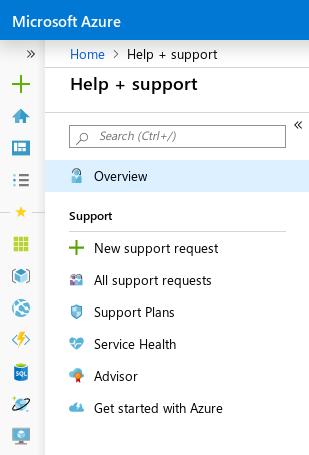 Microsoft Azure
»
Home > Help + support
Help + support
Search (Ctrl+/)
«
Overview
Support
New support request
All support requests
Support Plans
Service Health
Advisor
SQL
Get started with Azure